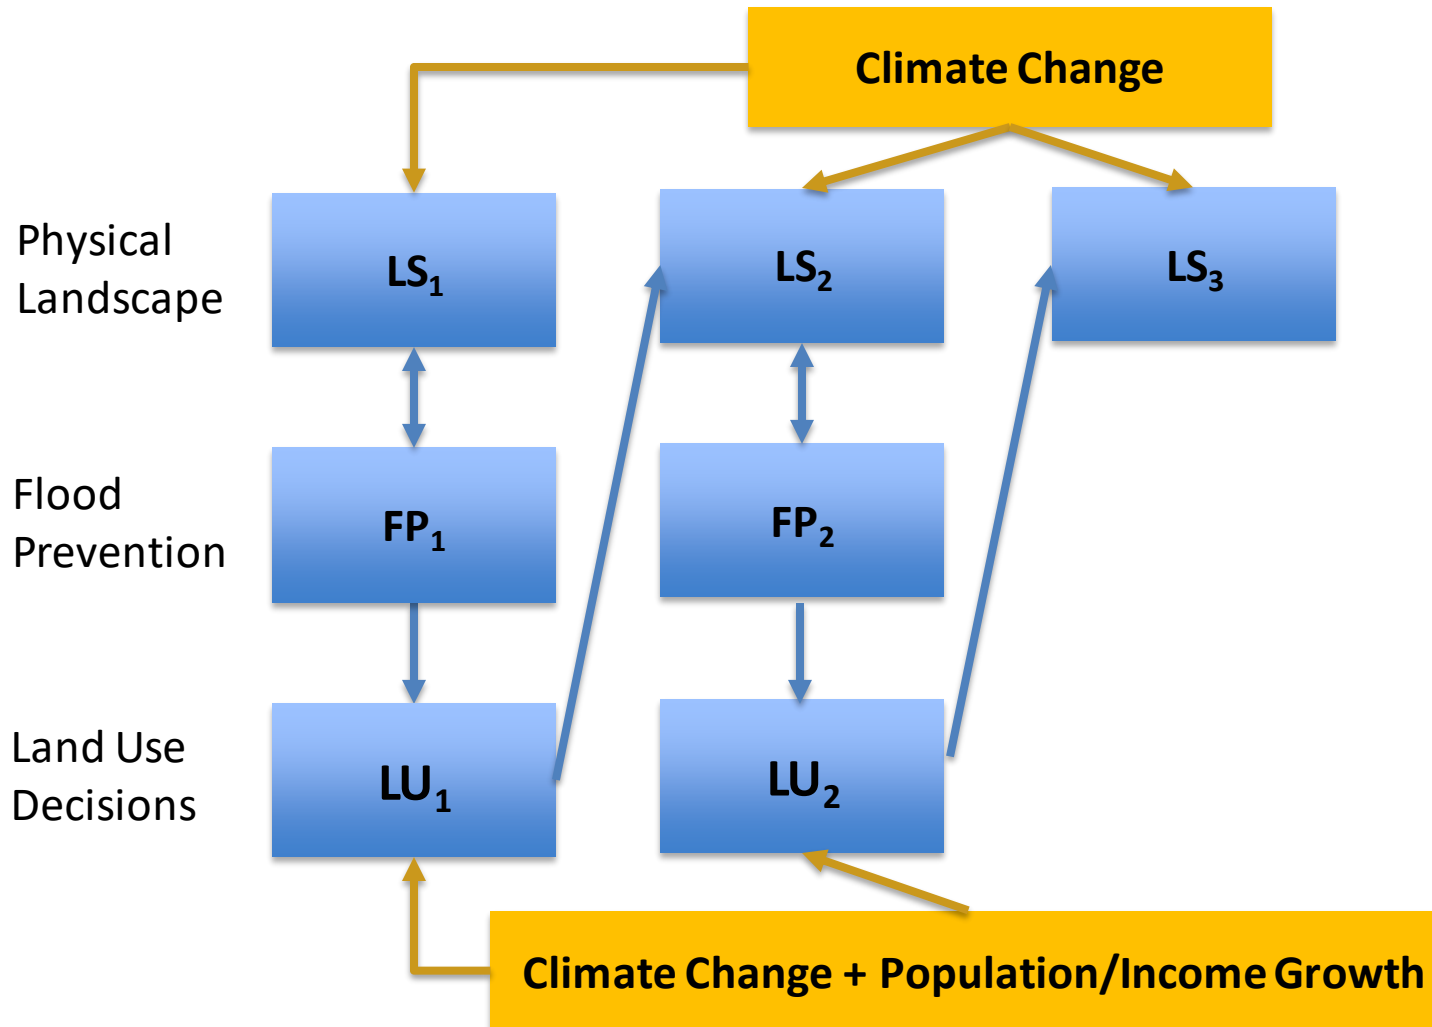 Climate Change
Physical
Landscape
LS₁
LS₂
LS₃
Flood
Prevention
FP₁
FP₂
Land Use
Decisions
LU₁
LU₂
Climate Change + Population/Income Growth